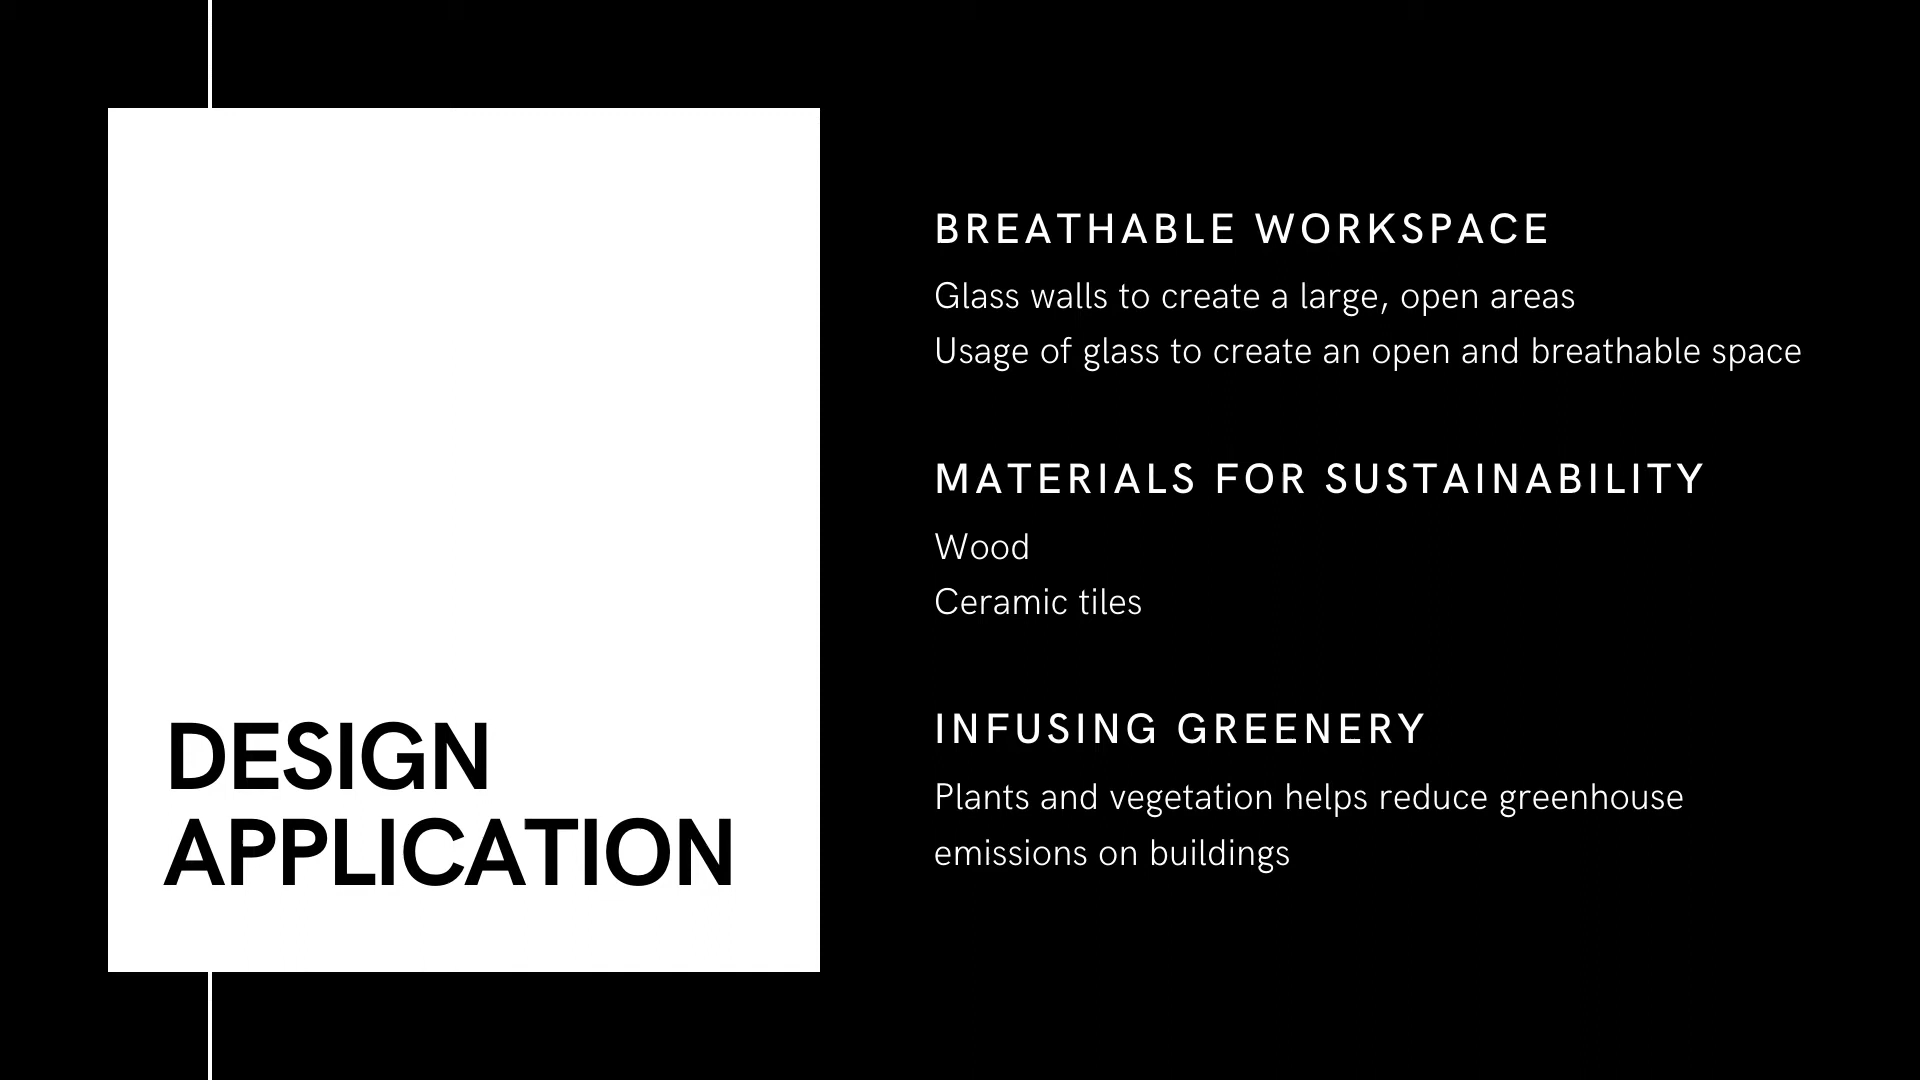 DESIGN
APPLICATION
BREATHABLE WORKSPACE
Glass walls to create a large, open areas
Usage of glass to create an open and breathable space
MATERIALS FOR SUSTAINABILITY
Wood
Ceramic tiles
INFUSING GREENERY
Plants and vegetation helps reduce greenhouse
emissions on buildings